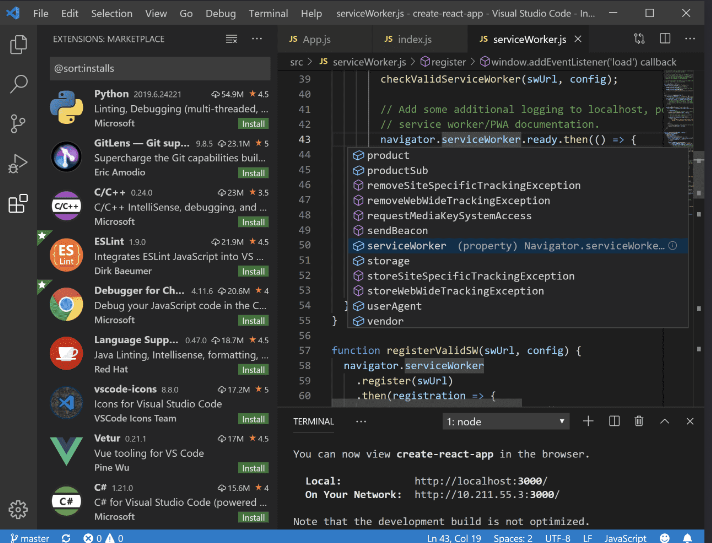 File Edit Selection View Go Debug Terminal Help serviceWorker.js - create-react-app - Visual Studio Code - In...
EXTENSIONS: MARKETPLACE
@sort:installs
Python 2019.6.24221 54.9M 4.5
Linting, Debugging (multi-threaded, ...
Microsoft Install
GitLens — Git sup... 9.8.5 23.1M 5
Supercharge the Git capabilities buil...
Eric Amodio Install
C/C++
C/C++ 0.24.0 23M 3.5
C/C++ IntelliSense, debugging, and ...
Microsoft Install
ES
Lint
ESLint 1.9.0 21.9M 4.5
Integrates ESLint JavaScript into VS ...
Dirk Baeumer Install
Debugger for Ch... 4.11.6 20.6M 4
Debug your JavaScript code in the C...
Microsoft Install
Language Supp... 0.47.0 18.7M 4.5
Java Linting, Intellisense, formatting, ...
Red Hat Install
vscode-icons 8.8.0 17.2M 5
Icons for Visual Studio Code
VSCode Icons Team Install
Vetur 0.21.1 17M 4.5
Vue tooling for VS Code
Pine Wu Install
C#
C# 1.21.0 15.6M 4
C# for Visual Studio Code (powered ...
Microsoft Install
JS App.js JS index.js JS serviceWorker.js
src > JS serviceWorker.js > register > window.addEventListener('load') callback
39 checkValidServiceWorker(swUrl, config);
40
41 // Add some additional logging to localhost, po
42 // service worker/PWA documentation.
43 navigator.serviceWorker.ready.then(() => {
44 product
45 productSub
46 removeSiteSpecificTrackingException
47 removeWebWideTrackingException
48 requestMediaKeySystemAccess
49 sendBeacon
50 serviceWorker (property) Navigator.serviceWorke...
51 storage
52 storeSiteSpecificTrackingException
53 storeWebWideTrackingException
54 } userAgent
55 } vendor
56
57 function registerValidSW(swUrl, config) {
58 navigator.serviceWorker
59 .register(swUrl)
60 .then(registration => {
TERMINAL ... 1: node
You can now view create-react-app in the browser.
Local: http://localhost:3000/
On Your Network: http://10.211.55.3:3000/
Note that the development build is not optimized.
master 0 0 Ln 43, Col 19 Spaces: 2 UTF-8 LF JavaScript